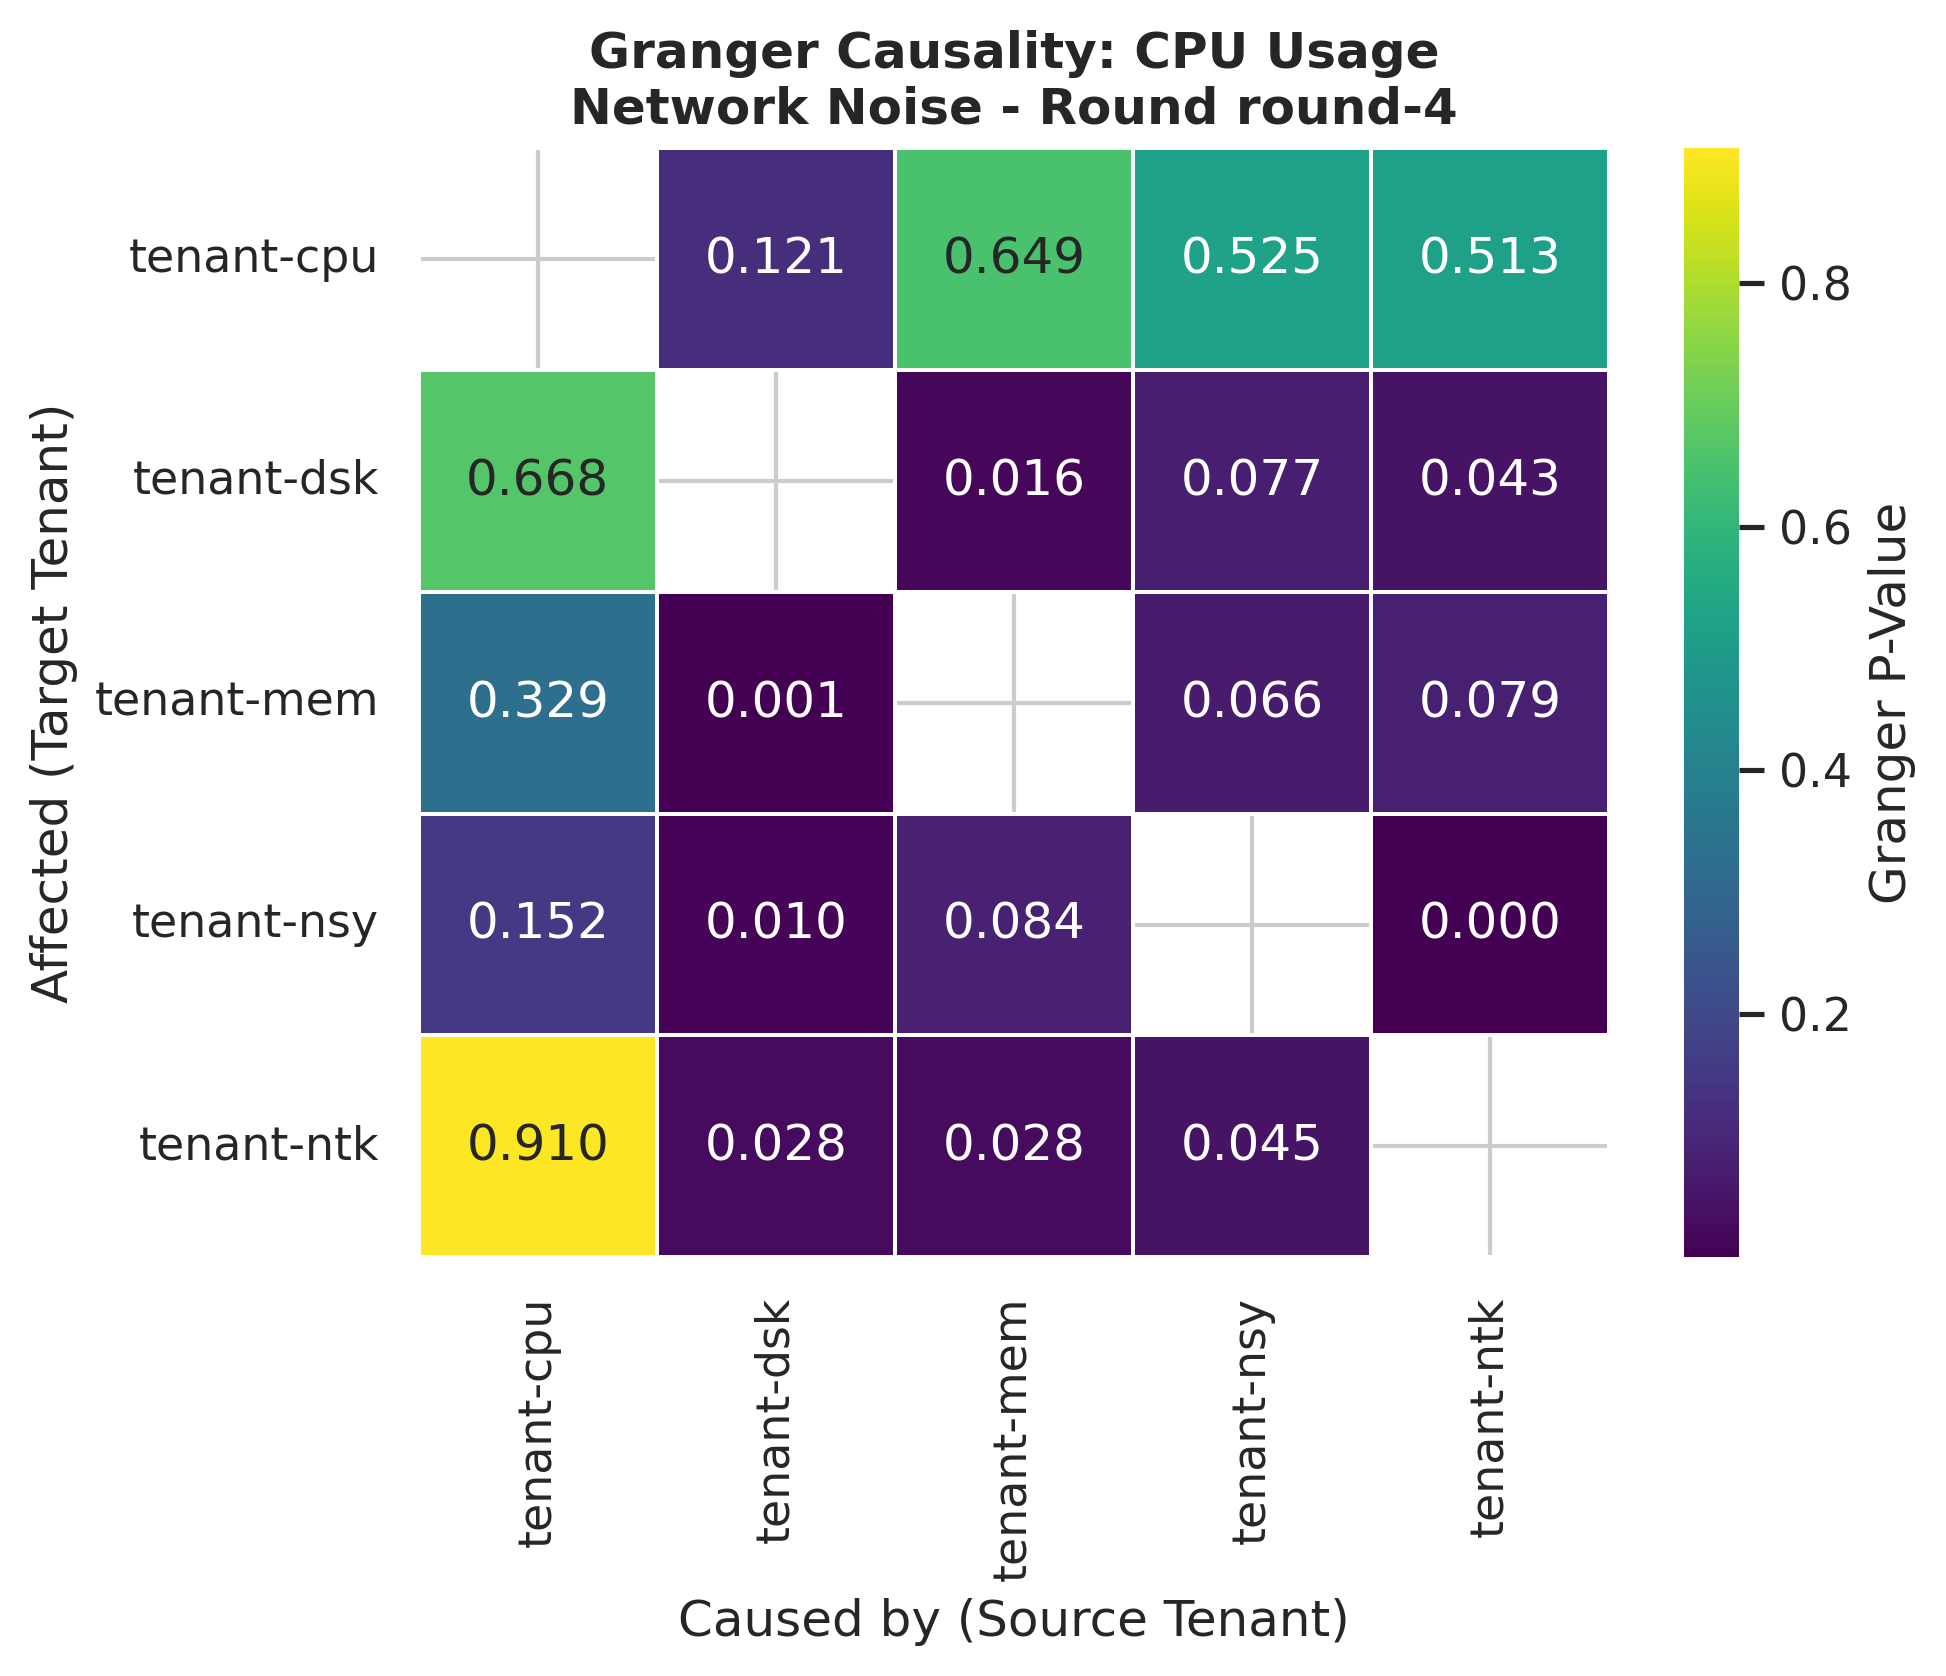 Granger Causality: CPU Usage
Network Noise - Round round-4
Affected (Target Tenant)
tenant-cpu
0.121 0.649 0.525 0.513
tenant-dsk
0.668 0.016 0.077 0.043
tenant-mem
0.329 0.001 0.066 0.079
tenant-nsy
0.152 0.010 0.084 0.000
tenant-ntk
0.910 0.028 0.028 0.045
tenant-cpu
tenant-dsk
tenant-mem
tenant-nsy
tenant-ntk
Caused by (Source Tenant)
0.8
0.6
0.4
0.2
Granger P-Value